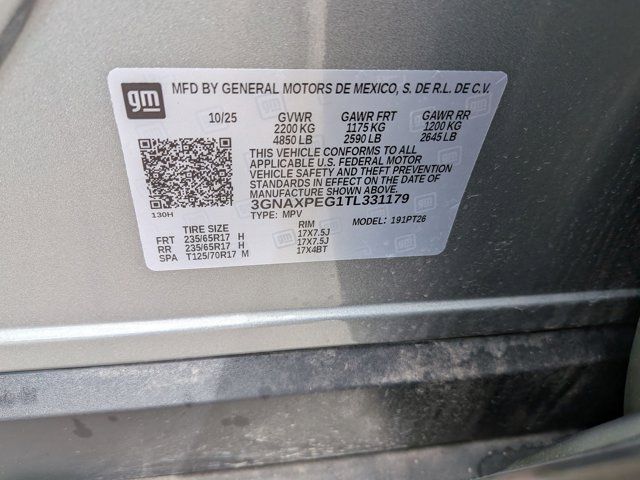 gm MFD BY GENERAL MOTORS DE MEXICO, S. DE R.L. DE C.V.
10/25 GVWR GAWR FRT GAWR RR
2200 KG 1175 KG 1200 KG
4850 LB 2590 LB 2645 LB
THIS VEHICLE CONFORMS TO ALL
APPLICABLE U.S. FEDERAL MOTOR
VEHICLE SAFETY AND THEFT PREVENTION
STANDARDS IN EFFECT ON THE DATE OF
MANUFACTURE SHOWN ABOVE.
3GNAXPEG1TL331179
130H TYPE: MPV MODEL: 191PT26
TIRE SIZE RIM
FRT 235/65R17 H 17X7.5J
RR 235/65R17 H 17X7.5J
SPA T125/70R17 M 17X4BT